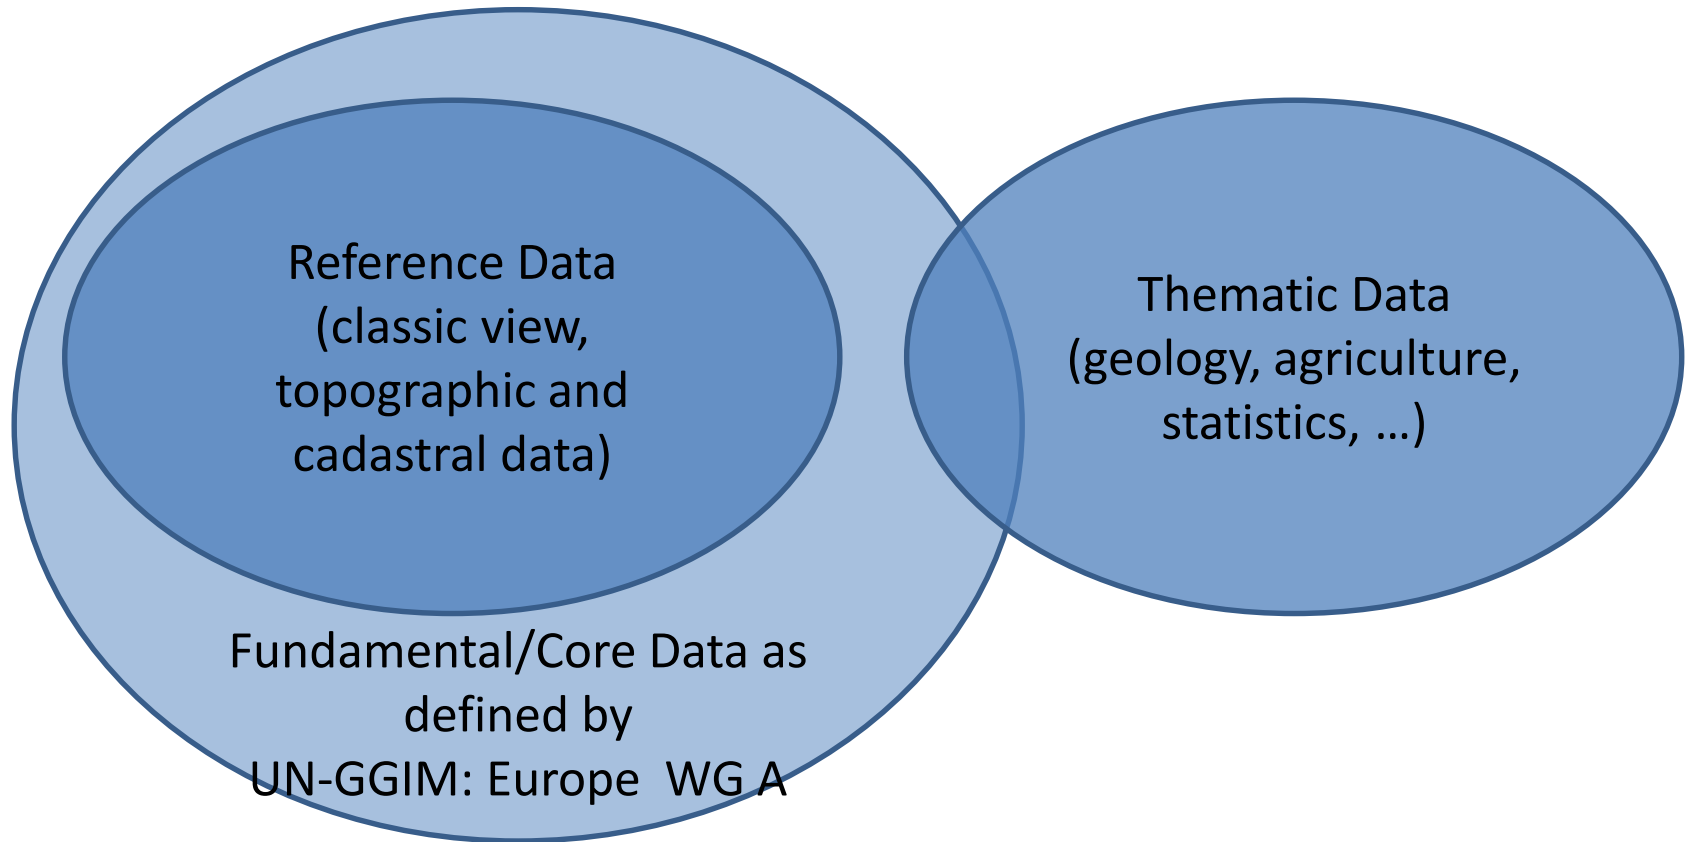 Reference Data
(classic view,
topographic and
cadastral data)
Thematic Data
(geology, agriculture,
statistics, …)
Fundamental/Core Data as
defined by
UN-GGIM: Europe  WG A